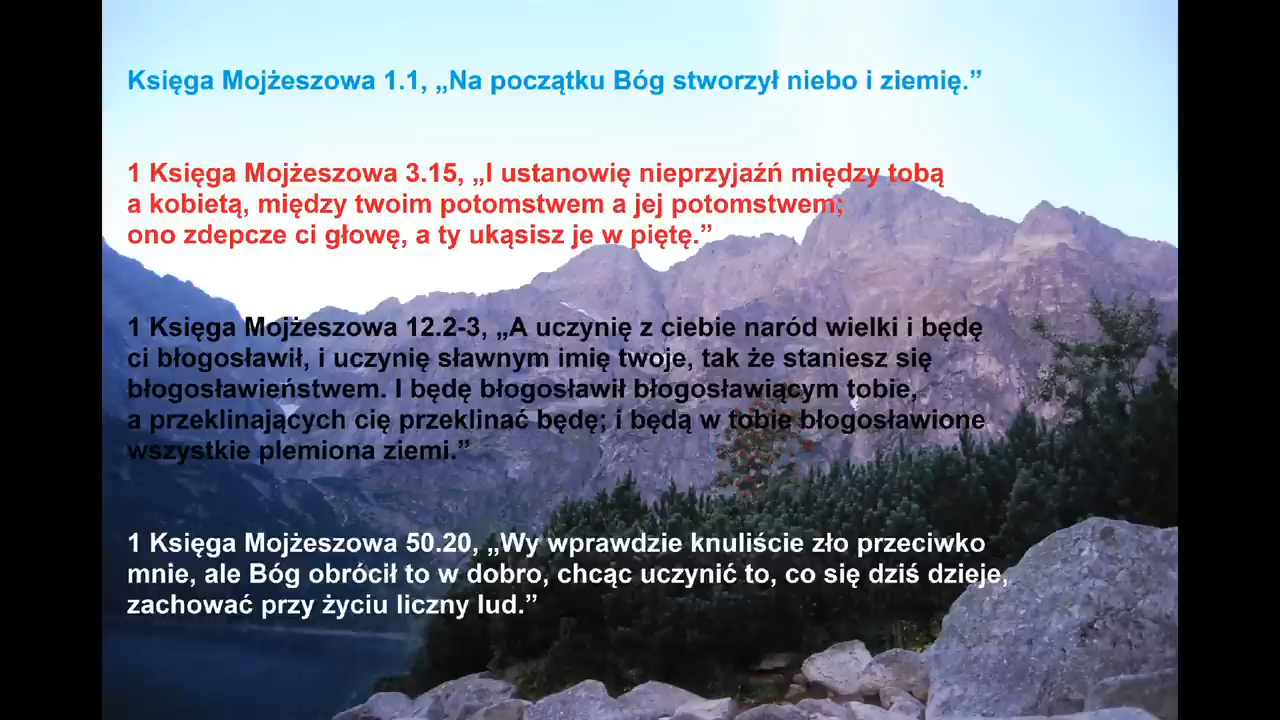 Księga Mojżeszowa 1.1, „Na początku Bóg stworzył niebo i ziemię.”
1 Księga Mojżeszowa 3.15, „I ustanowię nieprzyjaźń między tobą
a kobietą, między twoim potomstwem a jej potomstwem;
ono zdepcze ci głowę, a ty ukąsisz je w piętę.”
1 Księga Mojżeszowa 12.2-3, „A uczynię z ciebie naród wielki i będę
ci błogosławił, i uczynię sławnym imię twoje, tak że staniesz się
błogosławieństwem. I będę błogosławił błogosławiącym tobie,
a przeklinających cię przeklinać będę; i będą w tobie błogosławione
wszystkie plemiona ziemi.”
1 Księga Mojżeszowa 50.20, „Wy wprawdzie knuliście zło przeciwko
mnie, ale Bóg obrócił to w dobro, chcąc uczynić to, co się dziś dzieje,
zachować przy życiu liczny lud.”